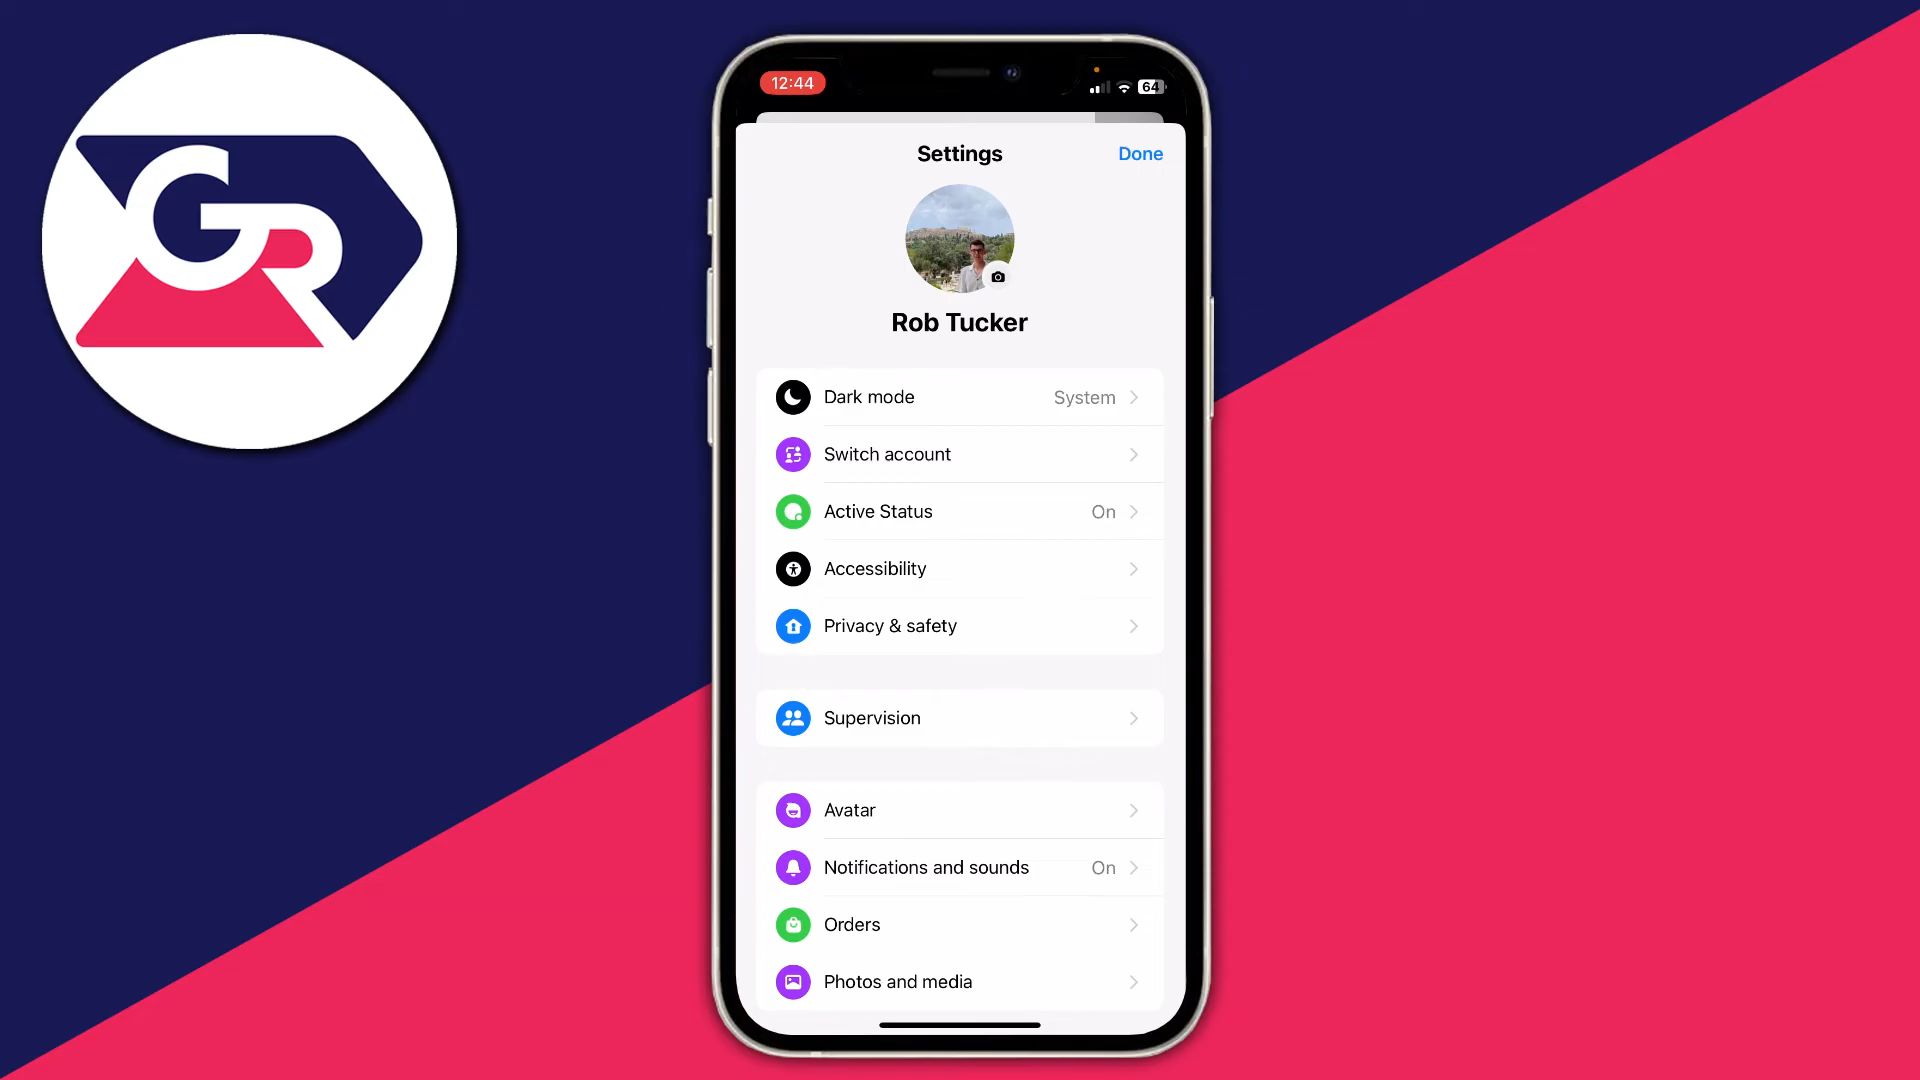 GR
12:44
64
Settings
Done
Rob Tucker
Dark mode System
Switch account
Active Status On
Accessibility
Privacy & safety
Supervision
Avatar
Notifications and sounds On
Orders
Photos and media